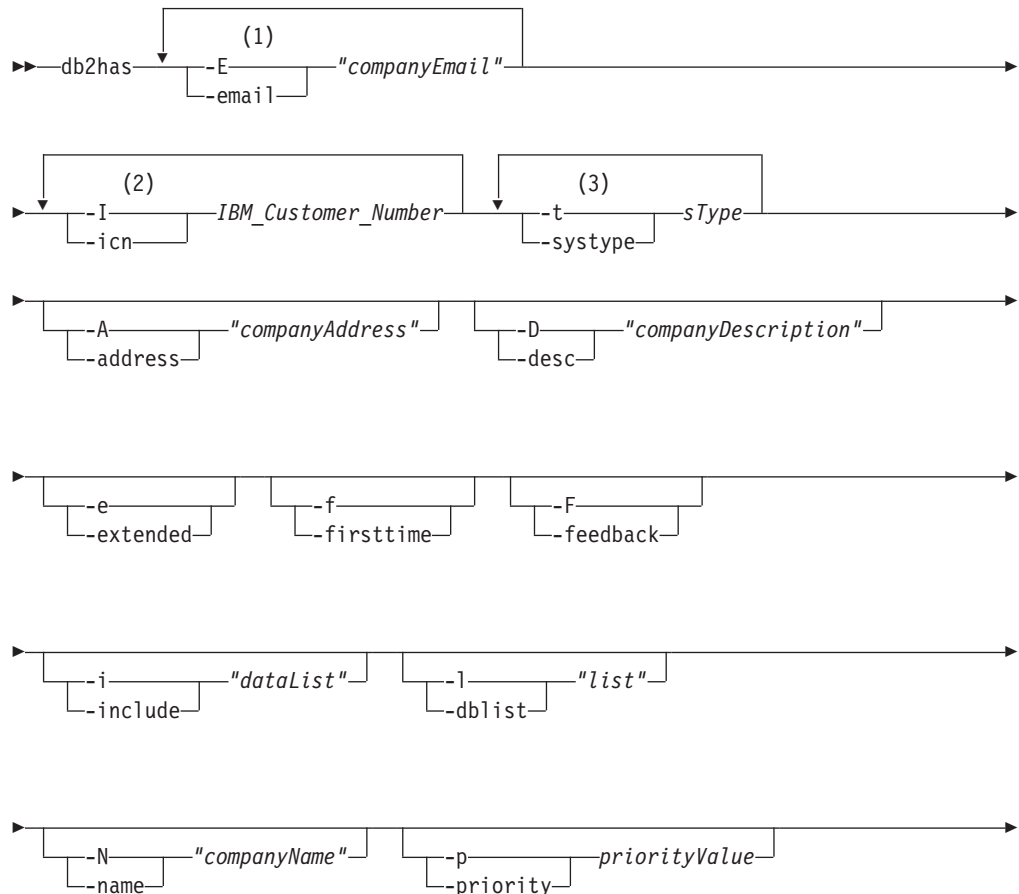 (1)
db2has -E "companyEmail"
-email
(2) (3)
-I IBM_Customer_Number -t sType
-icn -systype
-A "companyAddress" -D "companyDescription"
-address -desc
-e -f -F
-extended -firsttime -feedback
-i "dataList" -l "list"
-include -dblist
-N "companyName" -p priorityValue
-name -priority